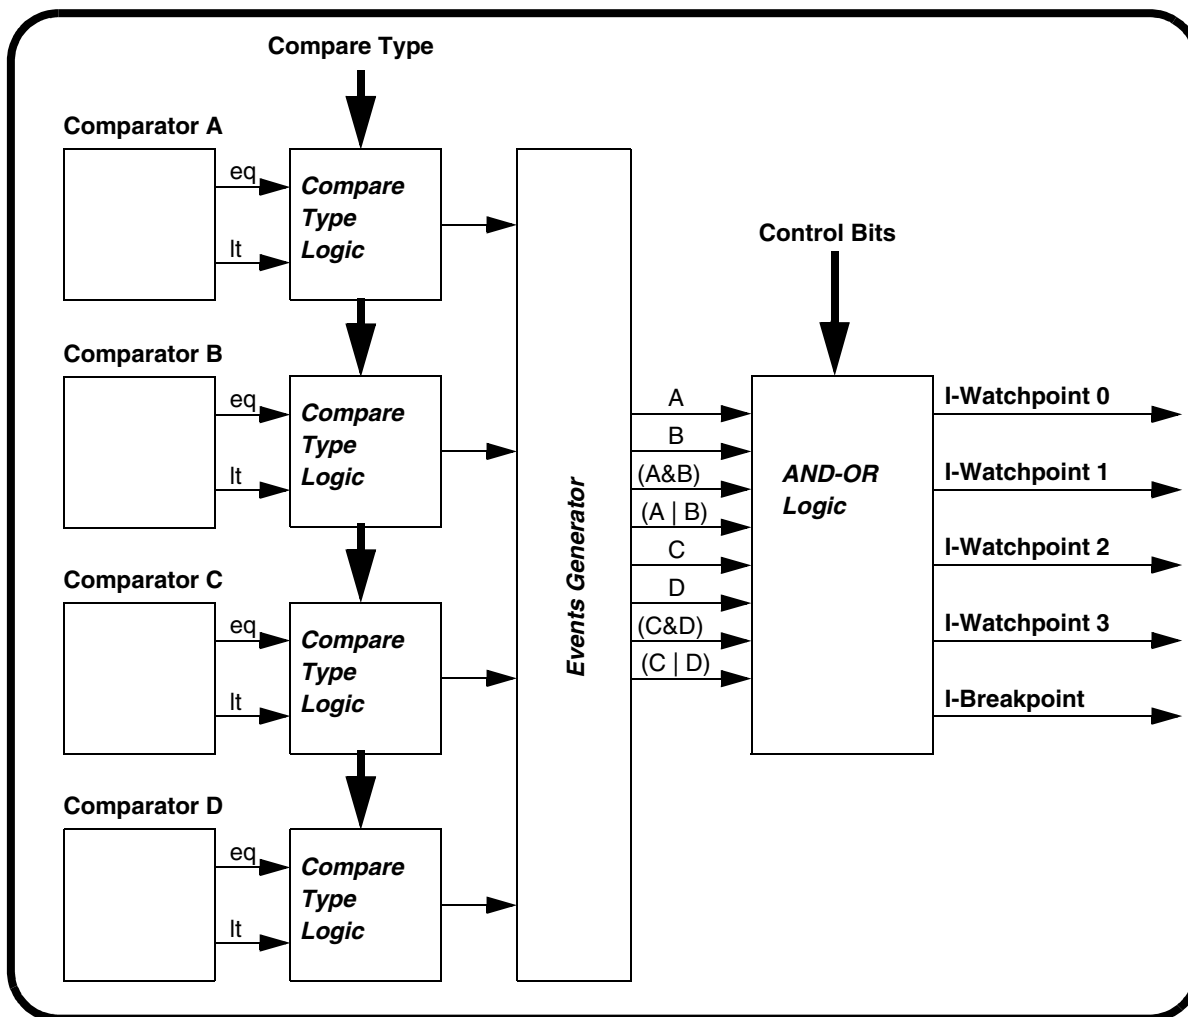 Compare Type
Comparator A
eq
lt
Compare
Type
Logic
Comparator B
eq
lt
Compare
Type
Logic
Comparator C
eq
lt
Compare
Type
Logic
Comparator D
eq
lt
Compare
Type
Logic
Events Generator
A
B
(A&B)
(A | B)
C
D
(C&D)
(C | D)
Control Bits
AND-OR
Logic
I-Watchpoint 0
I-Watchpoint 1
I-Watchpoint 2
I-Watchpoint 3
I-Breakpoint